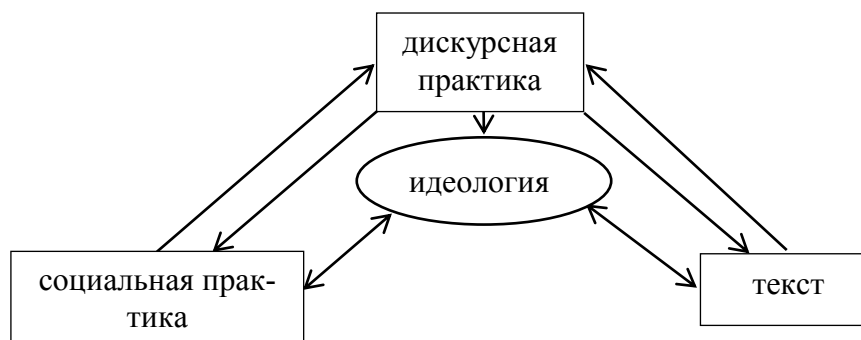 дискурсная
практика
идеология
социальная прак-
тика
текст